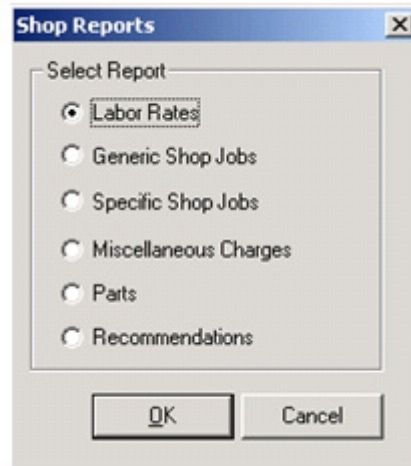 Shop Reports
Select Report
Labor Rates
Generic Shop Jobs
Specific Shop Jobs
Miscellaneous Charges
Parts
Recommendations
OK Cancel